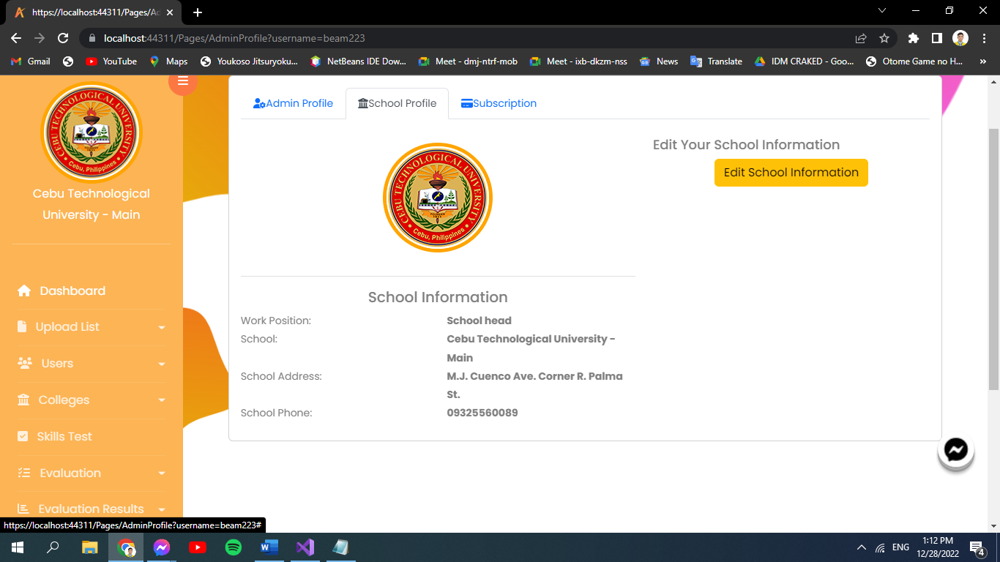 https://localhost:44311/Pages/Ad
localhost:44311/Pages/AdminProfile?username=beam223
Gmail
YouTube
Maps
Youkoso Jitsuryoku...
NetBeans IDE Dow...
Meet - dmj-ntrf-mob
Meet - ixb-dkzm-nss
News
Translate
IDM CRAKED - Goo...
Otome Game no H...
»
CEBU TECHNOLOGICAL UNIVERSITY
Cebu, Philippines
Cebu Technological
University - Main
Dashboard
Upload List
Users
Colleges
Skills Test
Evaluation
Evaluation Results
Admin Profile
School Profile
Subscription
CEBU TECHNOLOGICAL UNIVERSITY
Cebu, Philippines
Edit Your School Information
Edit School Information
School Information
Work Position:
School head
School:
Cebu Technological University -
Main
School Address:
M.J. Cuenco Ave. Corner R. Palma
St.
School Phone:
09325560089
https://localhost:44311/Pages/AdminProfile?username=beam223#
ENG
1:12 PM
12/28/2022
4